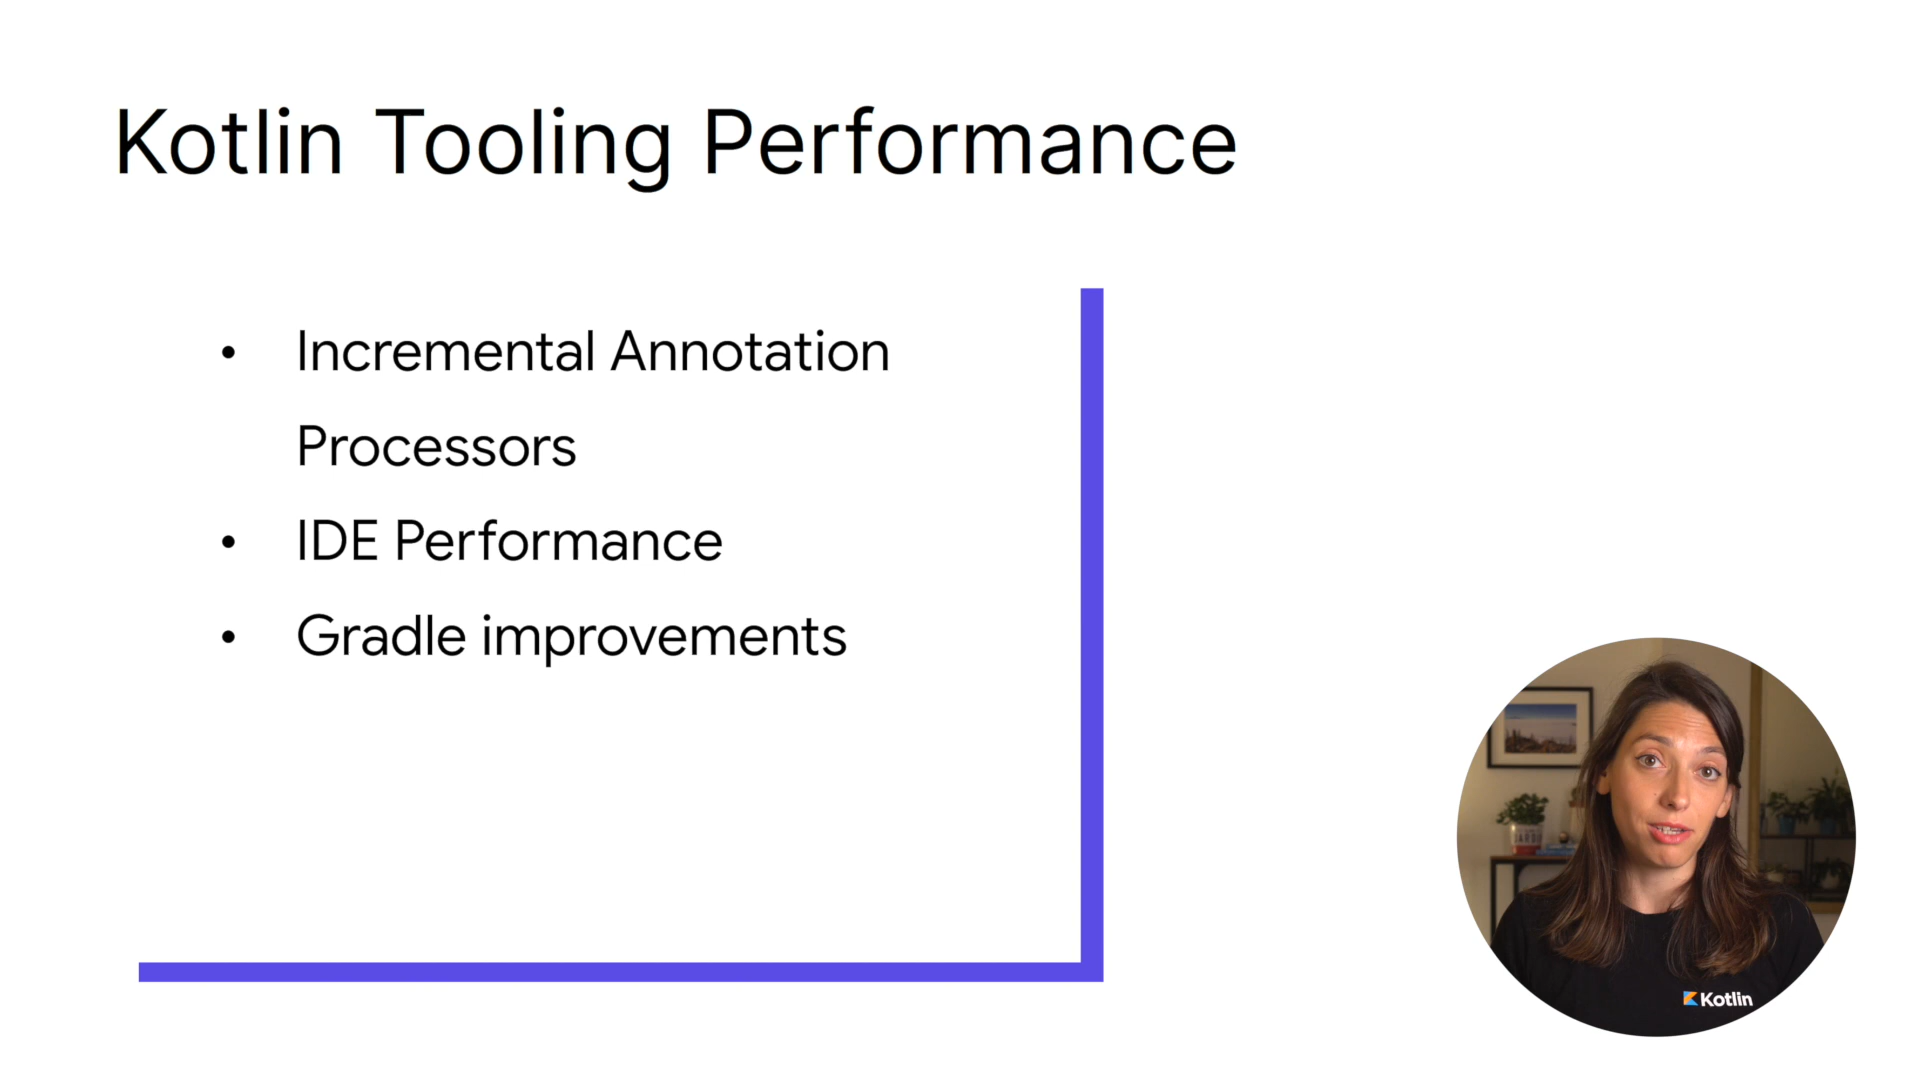 Kotlin Tooling Performance
• Incremental Annotation
Processors
• IDE Performance
• Gradle improvements
Kotlin